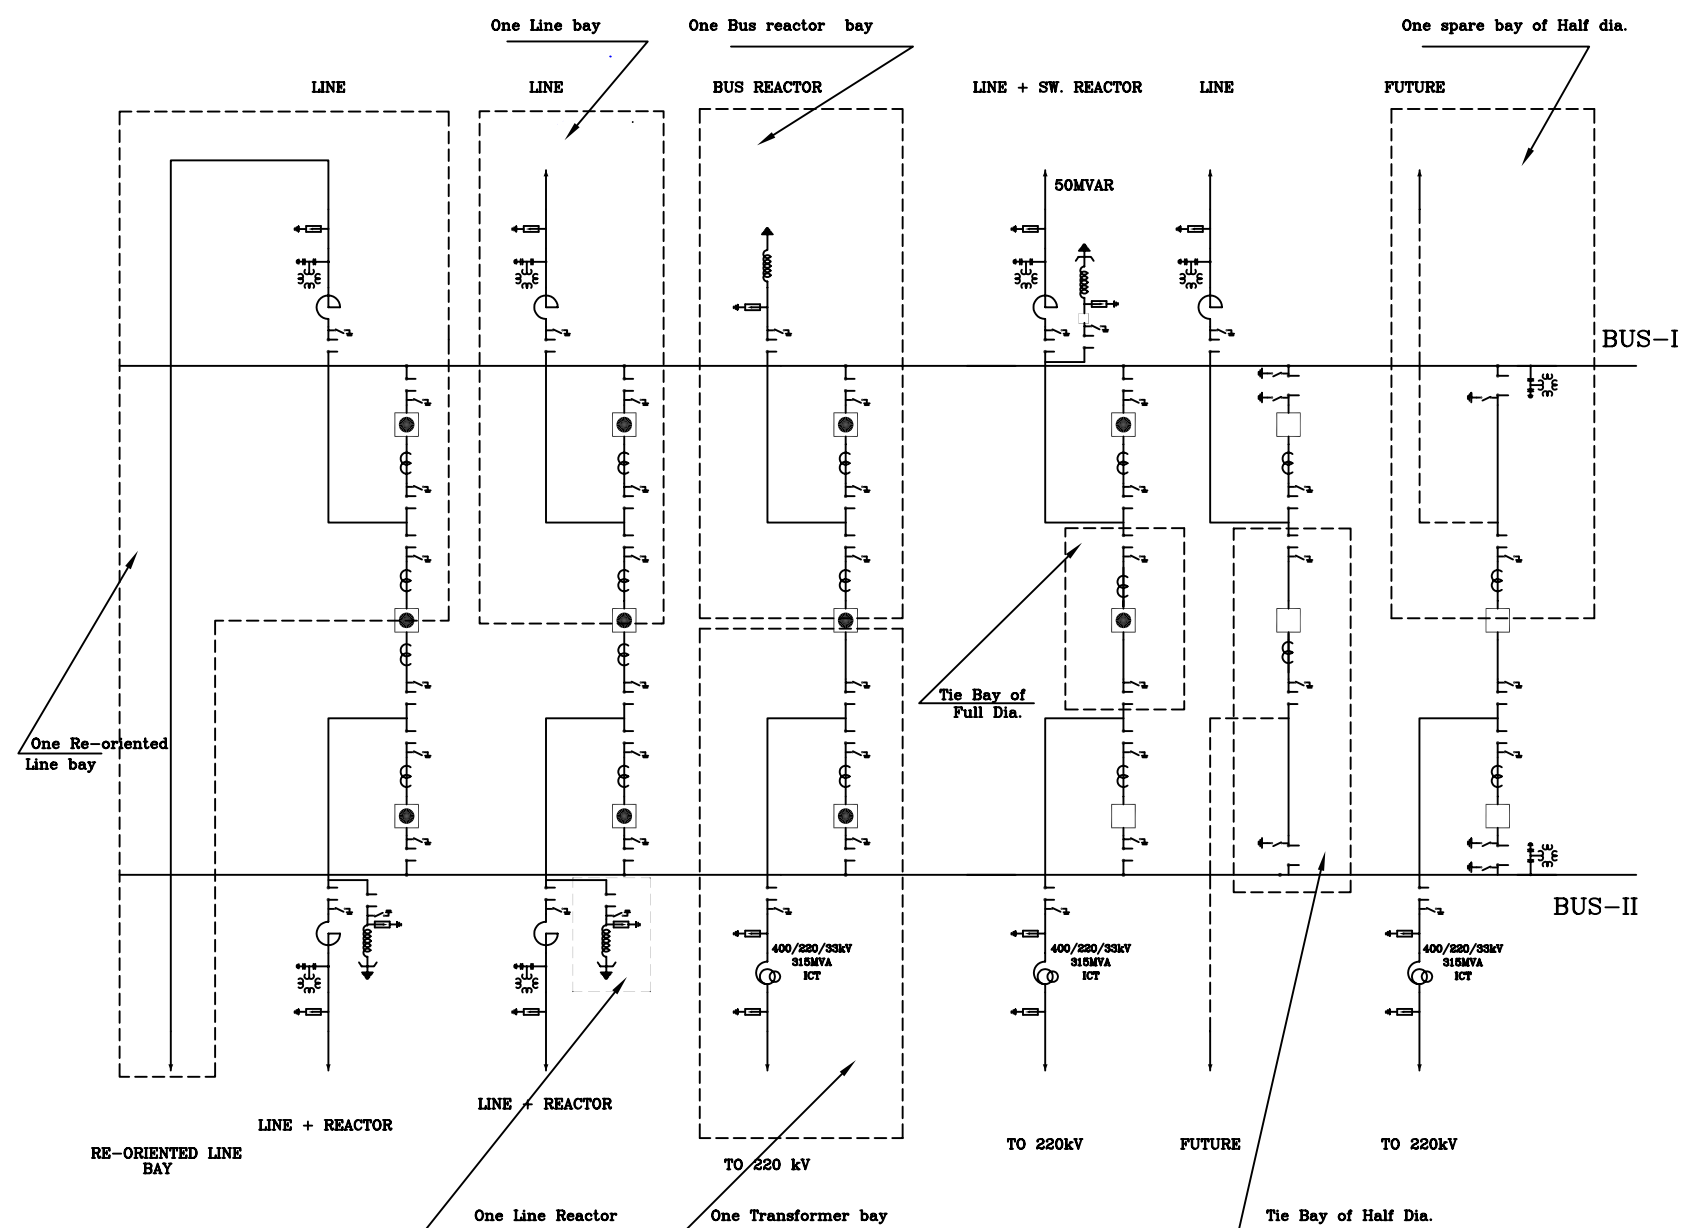 One Line bay
One Bus reactor bay
One spare bay of Half dia.
LINE
LINE
BUS REACTOR
LINE + SW. REACTOR
LINE
FUTURE
50MVAR
BUS-I
Tie Bay of
Full Dia.
One Re-oriented
Line bay
BUS-II
400/220/33kV
315MVA
ICT
400/220/33kV
315MVA
ICT
400/220/33kV
315MVA
ICT
LINE + REACTOR
LINE + REACTOR
RE-ORIENTED LINE
BAY
TO 220 kV
TO 220kV
FUTURE
TO 220kV
One Line Reactor
One Transformer bay
Tie Bay of Half Dia.